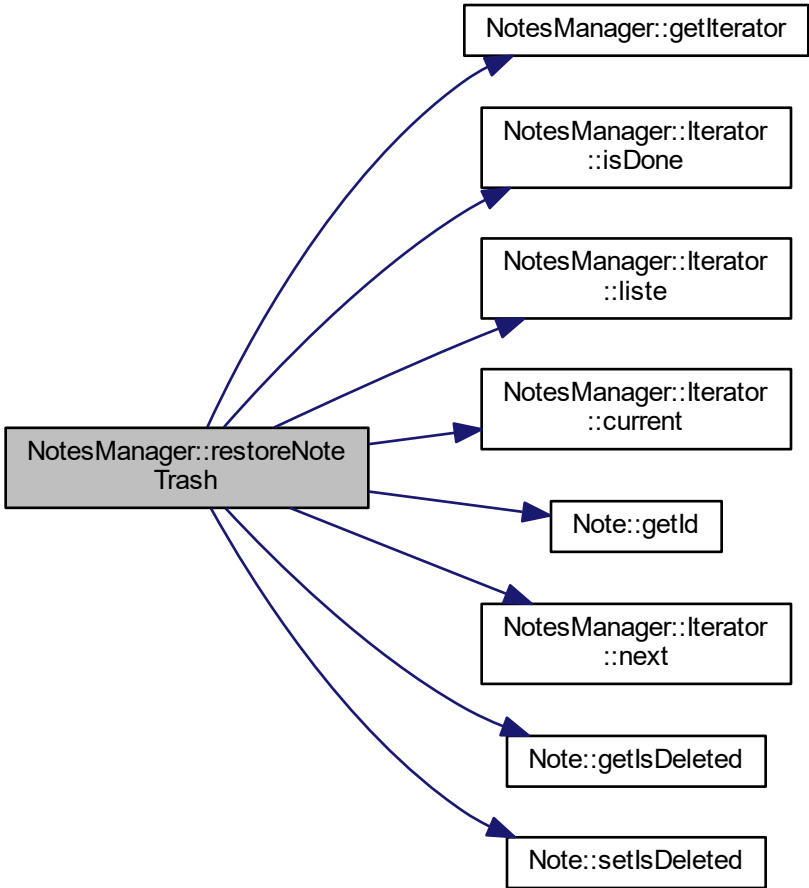 NotesManager::getIterator
NotesManager::Iterator
::isDone
NotesManager::Iterator
::liste
NotesManager::Iterator
::current
NotesManager::restoreNote
Trash
Note::getId
NotesManager::Iterator
::next
Note::getIsDeleted
Note::setIsDeleted